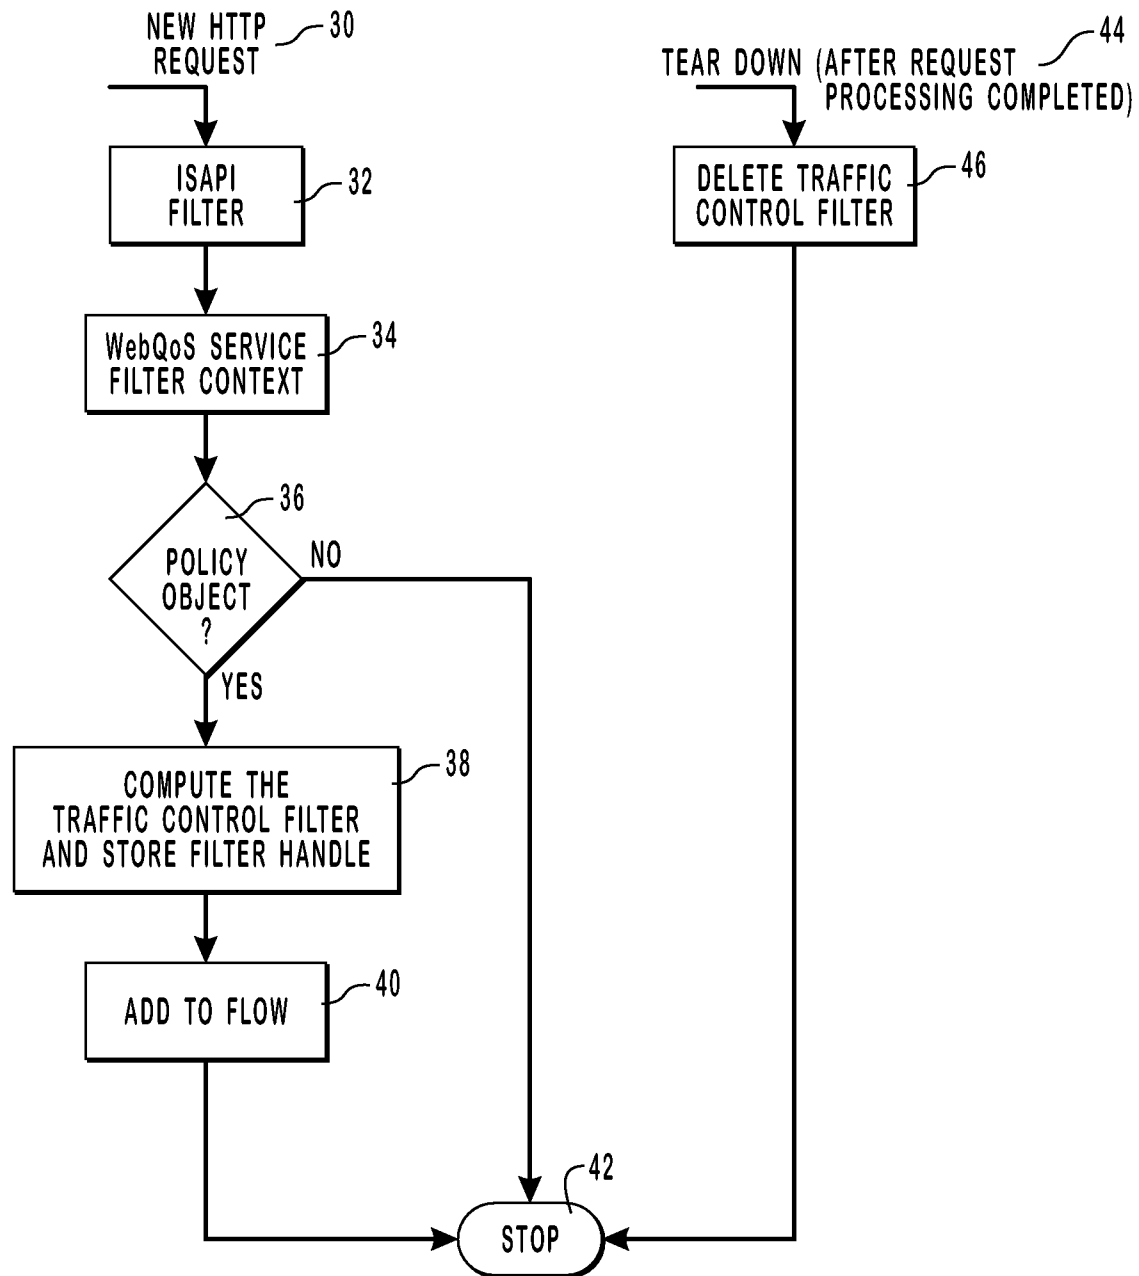 NEW HTTP
REQUEST
30
ISAPI
FILTER
32
WebQoS SERVICE
FILTER CONTEXT
34
POLICY
OBJECT
?
36
NO
YES
COMPUTE THE
TRAFFIC CONTROL FILTER
AND STORE FILTER HANDLE
38
ADD TO FLOW
40
STOP
42
TEAR DOWN (AFTER REQUEST
PROCESSING COMPLETED)
44
DELETE TRAFFIC
CONTROL FILTER
46